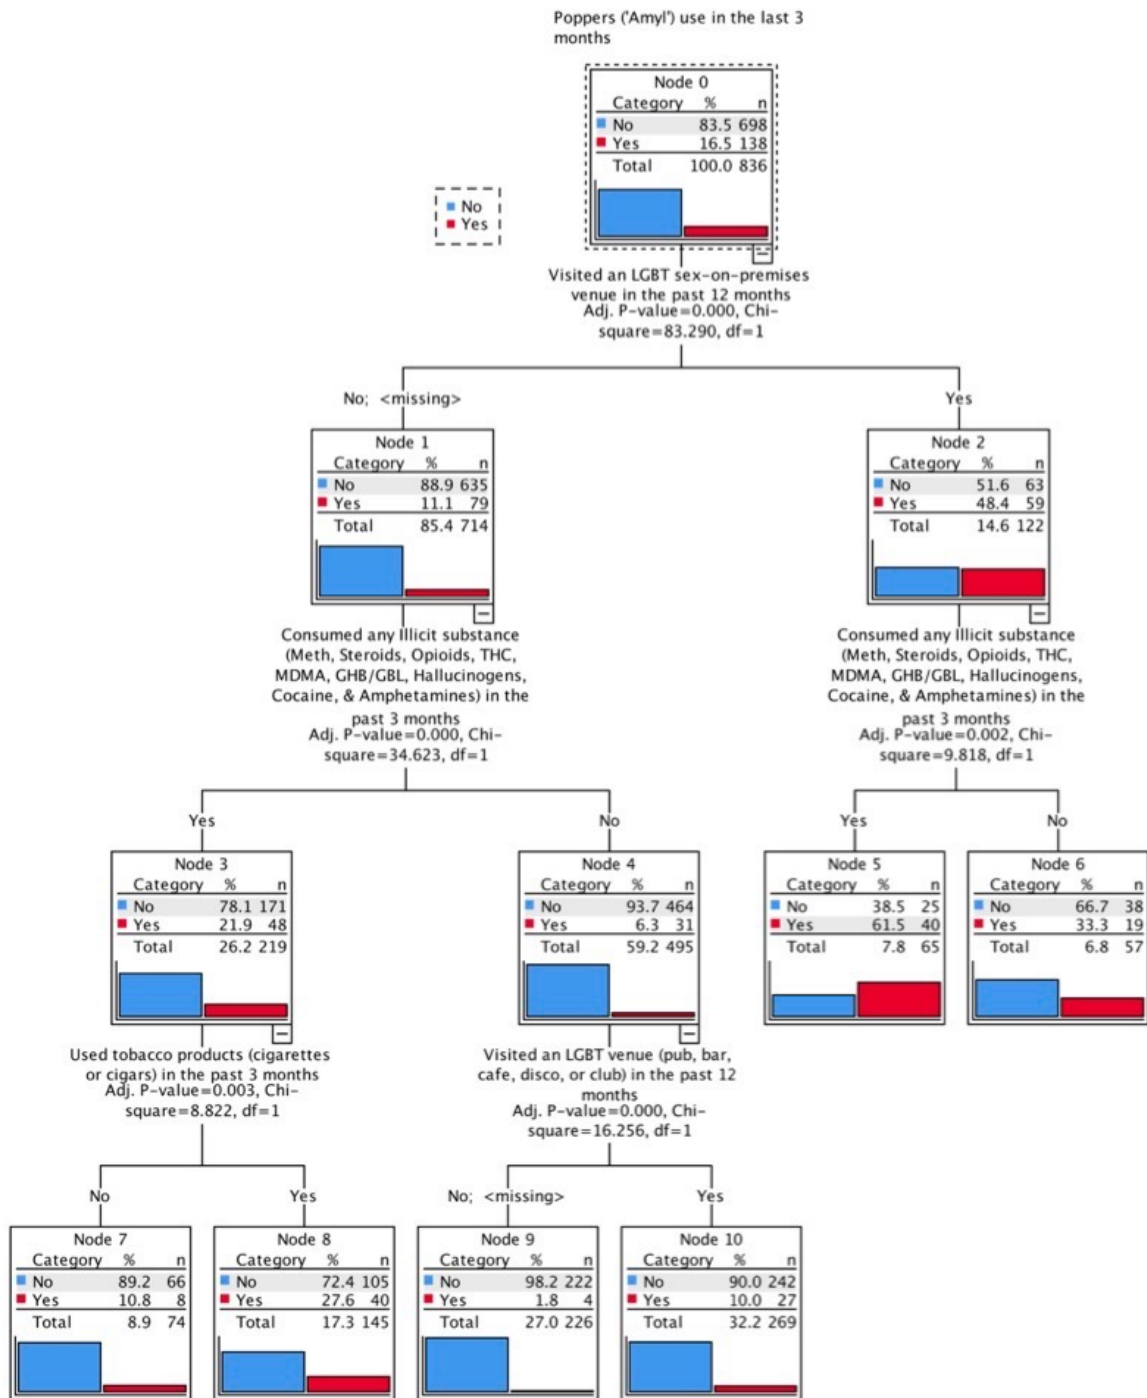 Poppers ('Amyl') use in the last 3
months
Node 0
Category % n
No 83.5 698
Yes 16.5 138
Total 100.0 836
No
Yes
Visited an LGBT sex-on-premises
venue in the past 12 months
Adj. P-value=0.000, Chi-
square=83.290, df=1
No; <missing>
Yes
Node 1
Category % n
No 88.9 635
Yes 11.1 79
Total 85.4 714
Node 2
Category % n
No 51.6 63
Yes 48.4 59
Total 14.6 122
Consumed any Illicit substance
(Meth, Steroids, Opioids, THC,
MDMA, GHB/GBL, Hallucinogens,
Cocaine, & Amphetamines) in the
past 3 months
Adj. P-value=0.000, Chi-
square=34.623, df=1
Consumed any Illicit substance
(Meth, Steroids, Opioids, THC,
MDMA, GHB/GBL, Hallucinogens,
Cocaine, & Amphetamines) in the
past 3 months
Adj. P-value=0.002, Chi-
square=9.818, df=1
Yes
No
Yes
No
Node 3
Category % n
No 78.1 171
Yes 21.9 48
Total 26.2 219
Node 4
Category % n
No 93.7 464
Yes 6.3 31
Total 59.2 495
Node 5
Category % n
No 38.5 25
Yes 61.5 40
Total 7.8 65
Node 6
Category % n
No 66.7 38
Yes 33.3 19
Total 6.8 57
Used tobacco products (cigarettes
or cigars) in the past 3 months
Adj. P-value=0.003, Chi-
square=8.822, df=1
Visited an LGBT venue (pub, bar,
cafe, disco, or club) in the past 12
months
Adj. P-value=0.000, Chi-
square=16.256, df=1
No
Yes
No; <missing>
Yes
Node 7
Category % n
No 89.2 66
Yes 10.8 8
Total 8.9 74
Node 8
Category % n
No 72.4 105
Yes 27.6 40
Total 17.3 145
Node 9
Category % n
No 98.2 222
Yes 1.8 4
Total 27.0 226
Node 10
Category % n
No 90.0 242
Yes 10.0 27
Total 32.2 269